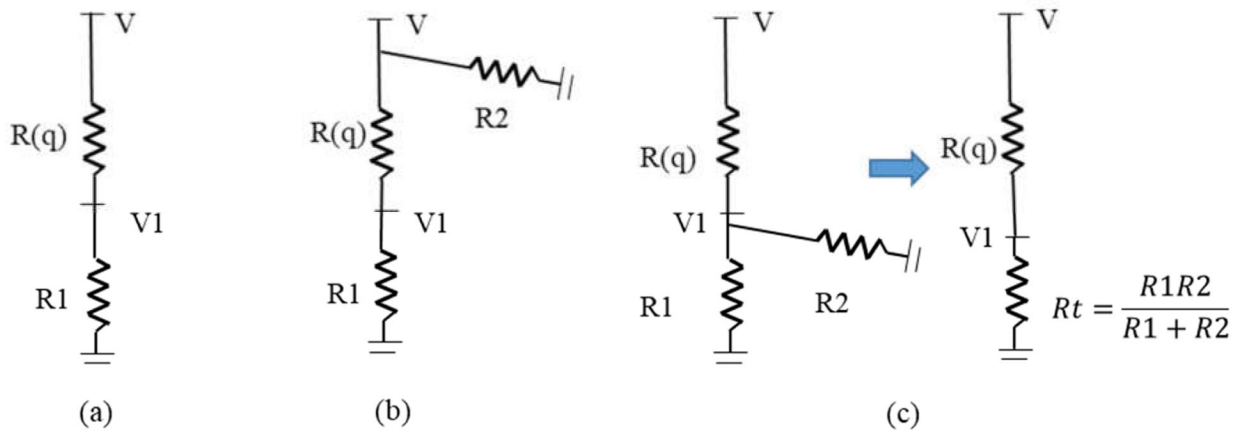 V
R(q)
V1
R1
(a)
V
R2
R(q)
V1
R1
(b)
V
R(q)
V1
R2
R1
V
R(q)
V1
Rt = R1R2 / R1 + R2
(c)